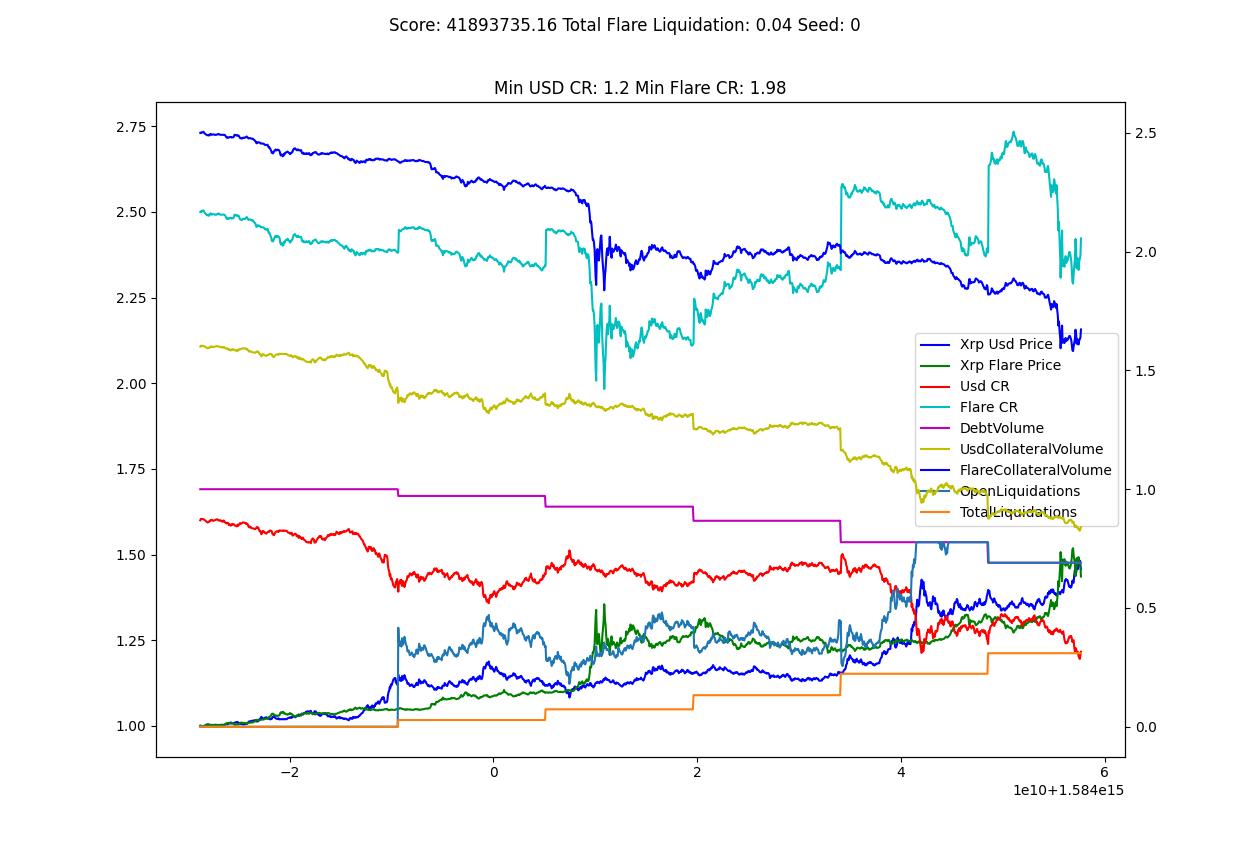 Score: 41893735.16 Total Flare Liquidation: 0.04 Seed: 0
Min USD CR: 1.2 Min Flare CR: 1.98
2.75
2.50
2.25
2.00
1.75
1.50
1.25
1.00
2.5
2.0
1.5
1.0
0.5
0.0
Xrp Usd Price
Xrp Flare Price
Usd CR
Flare CR
DebtVolume
UsdCollateralVolume
FlareCollateralVolume
OpenLiquidations
TotalLiquidations
−2 0 2 4 6
1e10+1.584e15